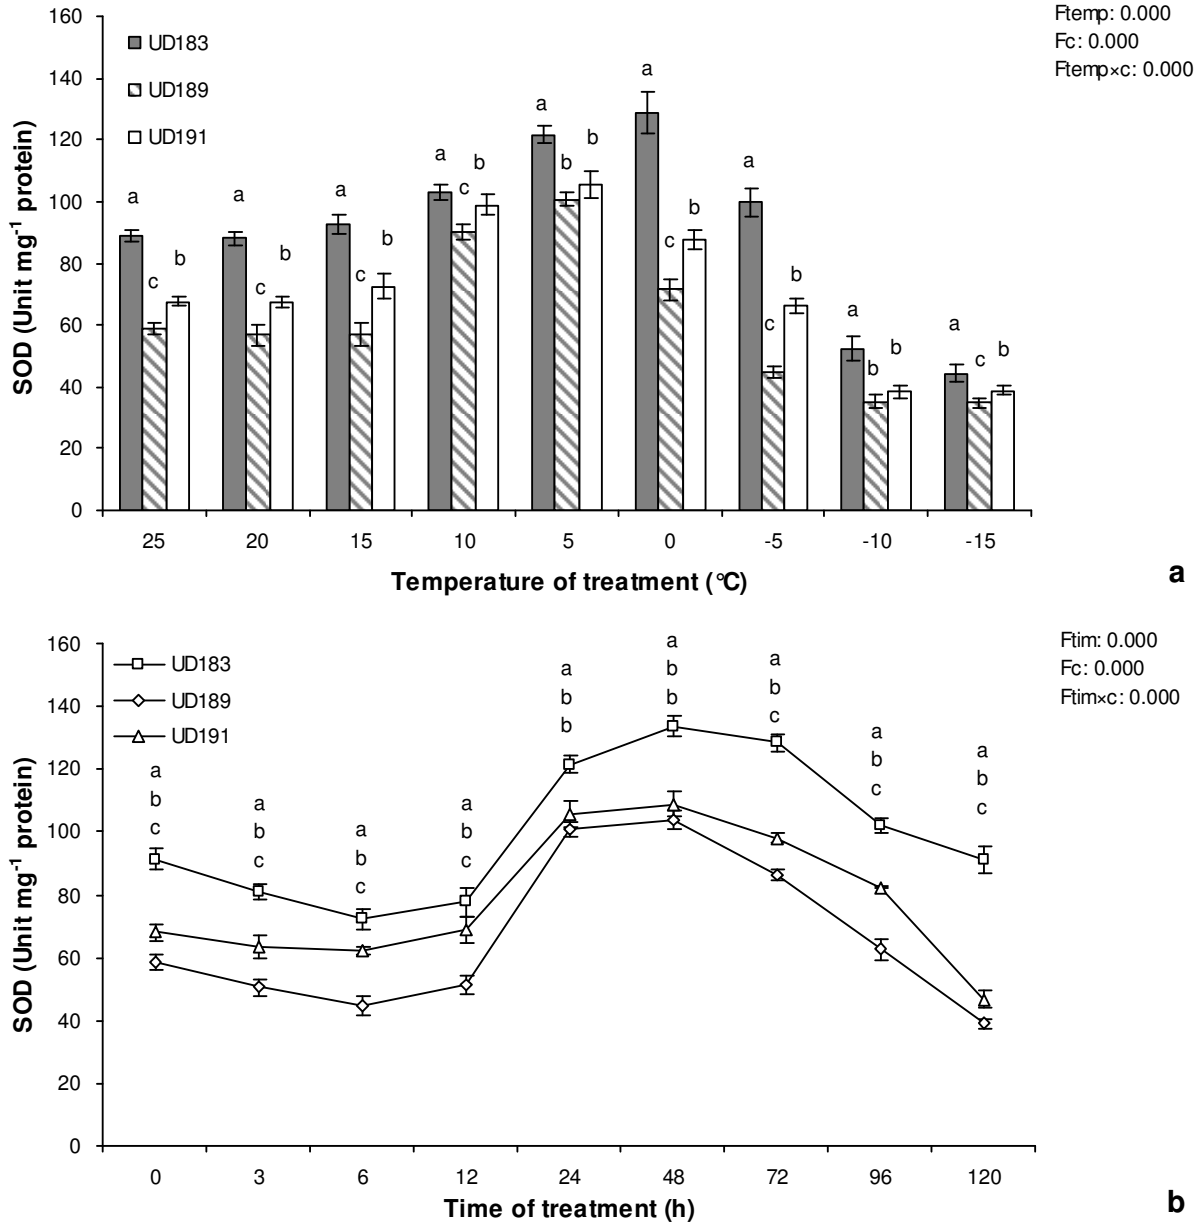 160
140
120
100
80
60
40
20
0
SOD (Unit mg-1 protein)
UD183
UD189
UD191
Ftemp: 0.000
Fc: 0.000
Ftemp×c: 0.000
a c b
a c b
a c b
a c b
a b b
a c b
a c b
a b b
a c b
25 20 15 10 5 0 -5 -10 -15
Temperature of treatment (°C)
a
160
140
120
100
80
60
40
20
0
SOD (Unit mg-1 protein)
UD183
UD189
UD191
Ftim: 0.000
Fc: 0.000
Ftim×c: 0.000
a
b
c
a
b
c
a
b
c
a
b
c
a
b
b
a
b
b
a
b
c
a
b
c
a
b
c
0 3 6 12 24 48 72 96 120
Time of treatment (h)
b